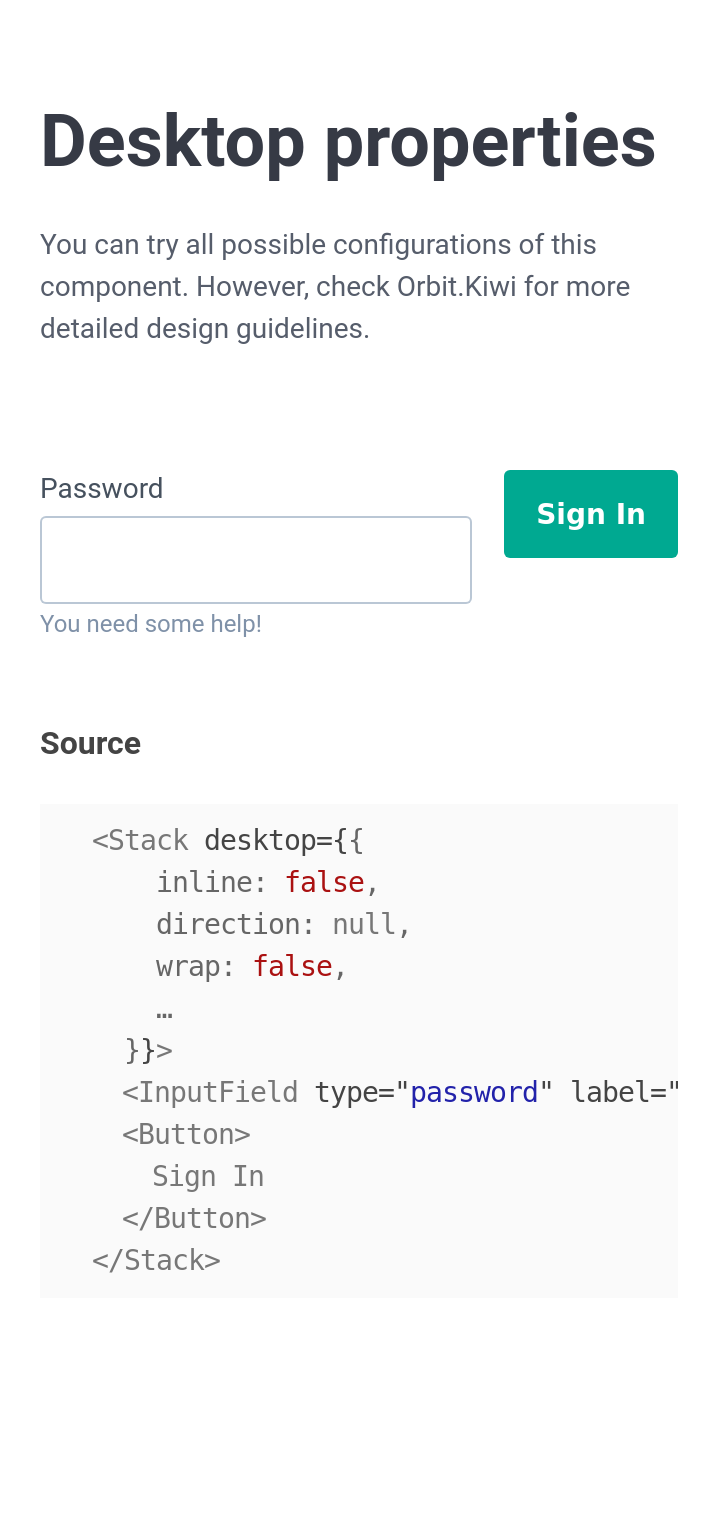 Desktop properties
You can try all possible configurations of this
component. However, check Orbit.Kiwi for more
detailed design guidelines.
Password
Sign In
You need some help!
Source
<Stack desktop={{
    inline: false,
    direction: null,
    wrap: false,
    …
  }}>
  <InputField type="password" label="
  <Button>
    Sign In
  </Button>
</Stack>